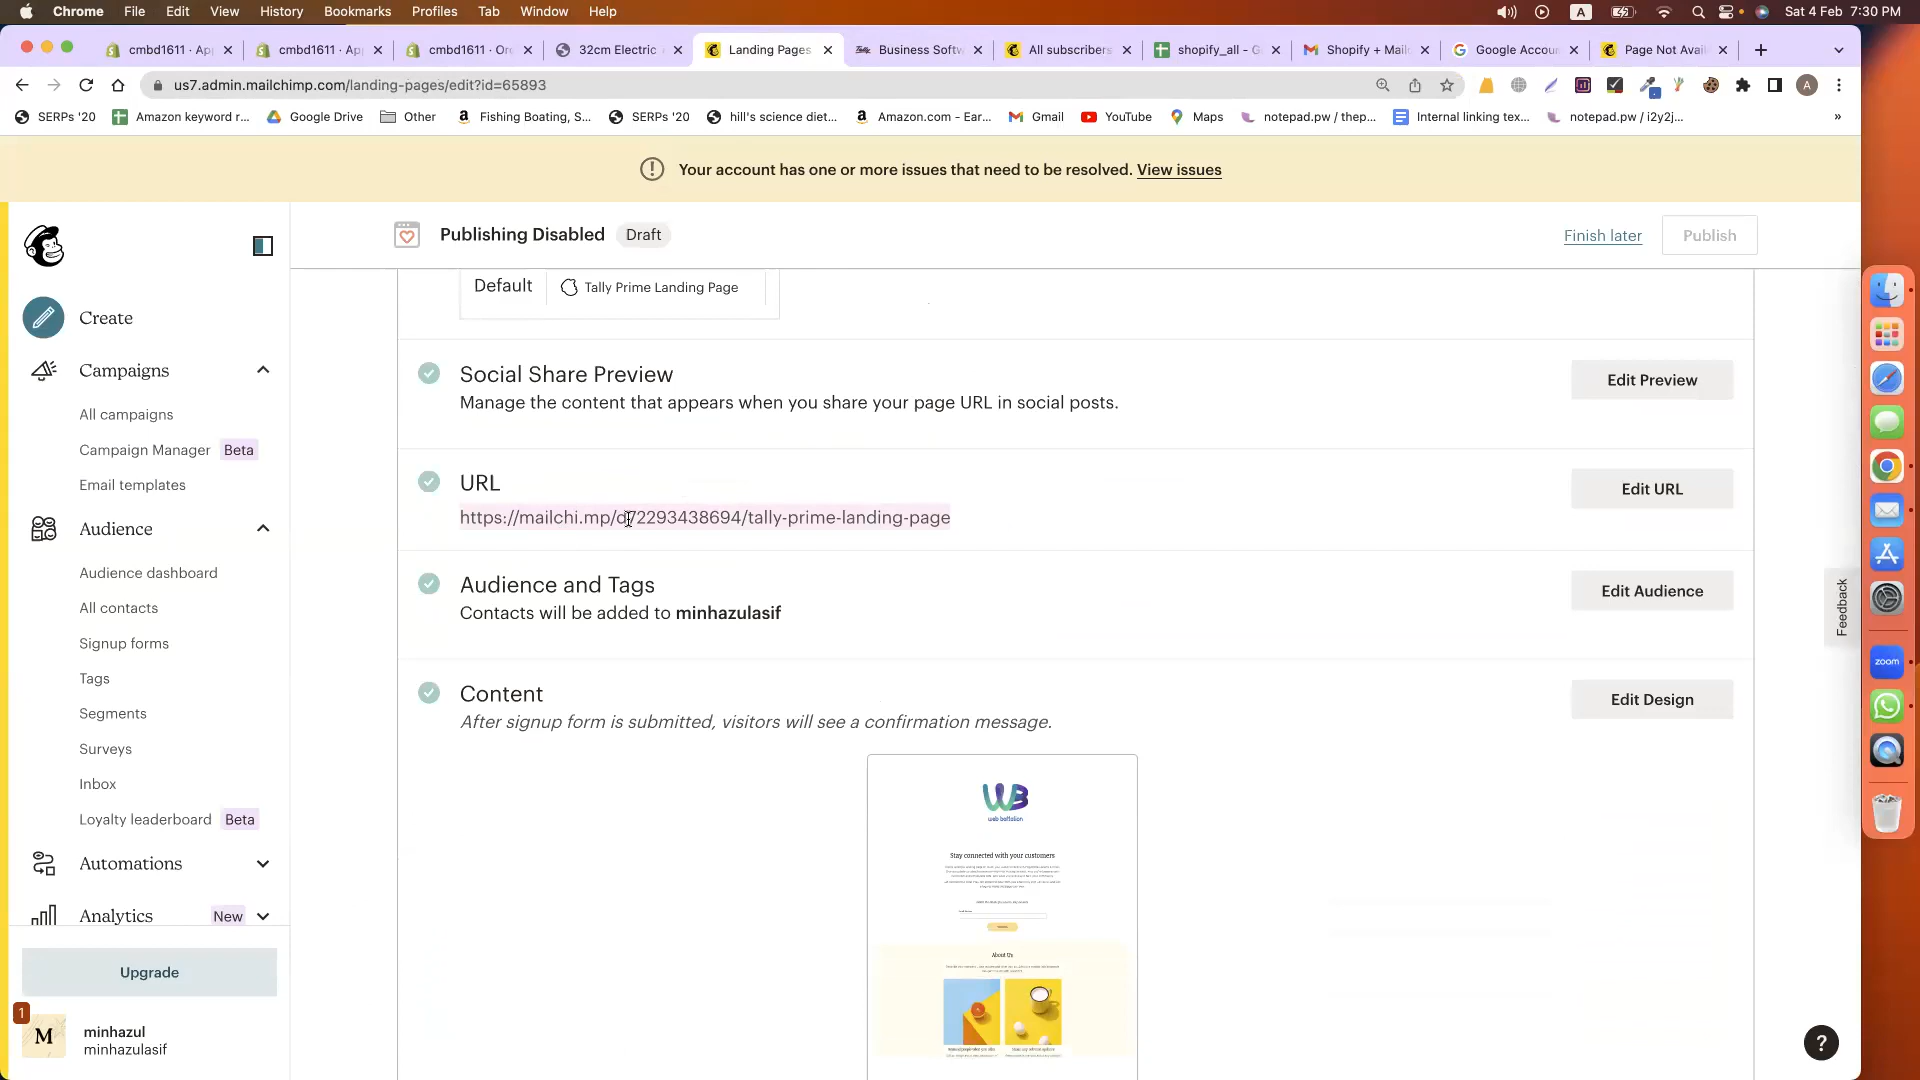 Chrome File Edit View History Bookmarks Profiles Tab Window Help
A Sat 4 Feb 7:30 PM
cmbd1611 · Ap
cmbd1611 · Ap
cmbd1611 · Or
32cm Electric
Landing Pages
Business Softw
All subscribers
shopify_all - G
Shopify + Mail
Google Accou
Page Not Avai
us7.admin.mailchimp.com/landing-pages/edit?id=65893
A
SERPs '20
Amazon keyword r...
Google Drive
Other
Fishing Boating, S...
SERPs '20
hill's science diet...
Amazon.com - Ear...
Gmail
YouTube
Maps
notepad.pw / thep...
Internal linking tex...
notepad.pw / i2y2j...
»
Your account has one or more issues that need to be resolved. View issues
Publishing Disabled
Draft
Finish later
Publish
Create
Campaigns
All campaigns
Campaign Manager Beta
Email templates
Audience
Audience dashboard
All contacts
Signup forms
Tags
Segments
Surveys
Inbox
Loyalty leaderboard Beta
Automations
Analytics New
Upgrade
1
M
minhazul
minhazulasif
Default
Tally Prime Landing Page
Social Share Preview
Manage the content that appears when you share your page URL in social posts.
Edit Preview
URL
https://mailchi.mp/d72293438694/tally-prime-landing-page
Edit URL
Audience and Tags
Contacts will be added to minhazulasif
Edit Audience
Content
After signup form is submitted, visitors will see a confirmation message.
Edit Design
WB
web battalion
Stay connected with your customers
About Us
Feedback
?
zoom